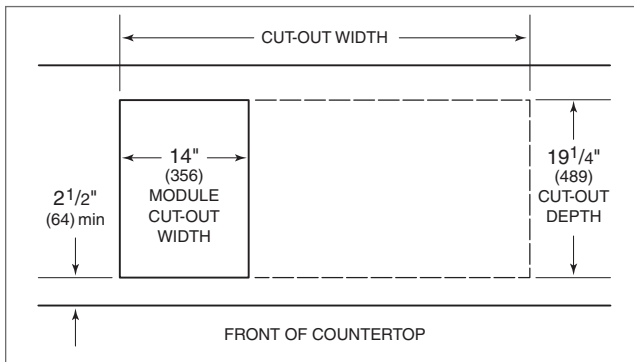 CUT-OUT WIDTH
14"
(356)
MODULE
CUT-OUT
WIDTH
19 1/4"
(489)
CUT-OUT
DEPTH
2 1/2"
(64) min
FRONT OF COUNTERTOP